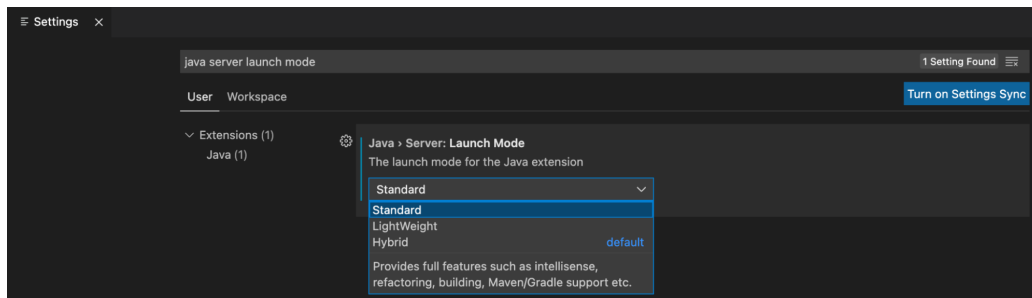 Settings
java server launch mode
1 Setting Found
User Workspace
Turn on Settings Sync
Extensions (1)
Java (1)
Java › Server: Launch Mode
The launch mode for the Java extension
Standard
Standard
LightWeight
Hybrid default
Provides full features such as intellisense,
refactoring, building, Maven/Gradle support etc.